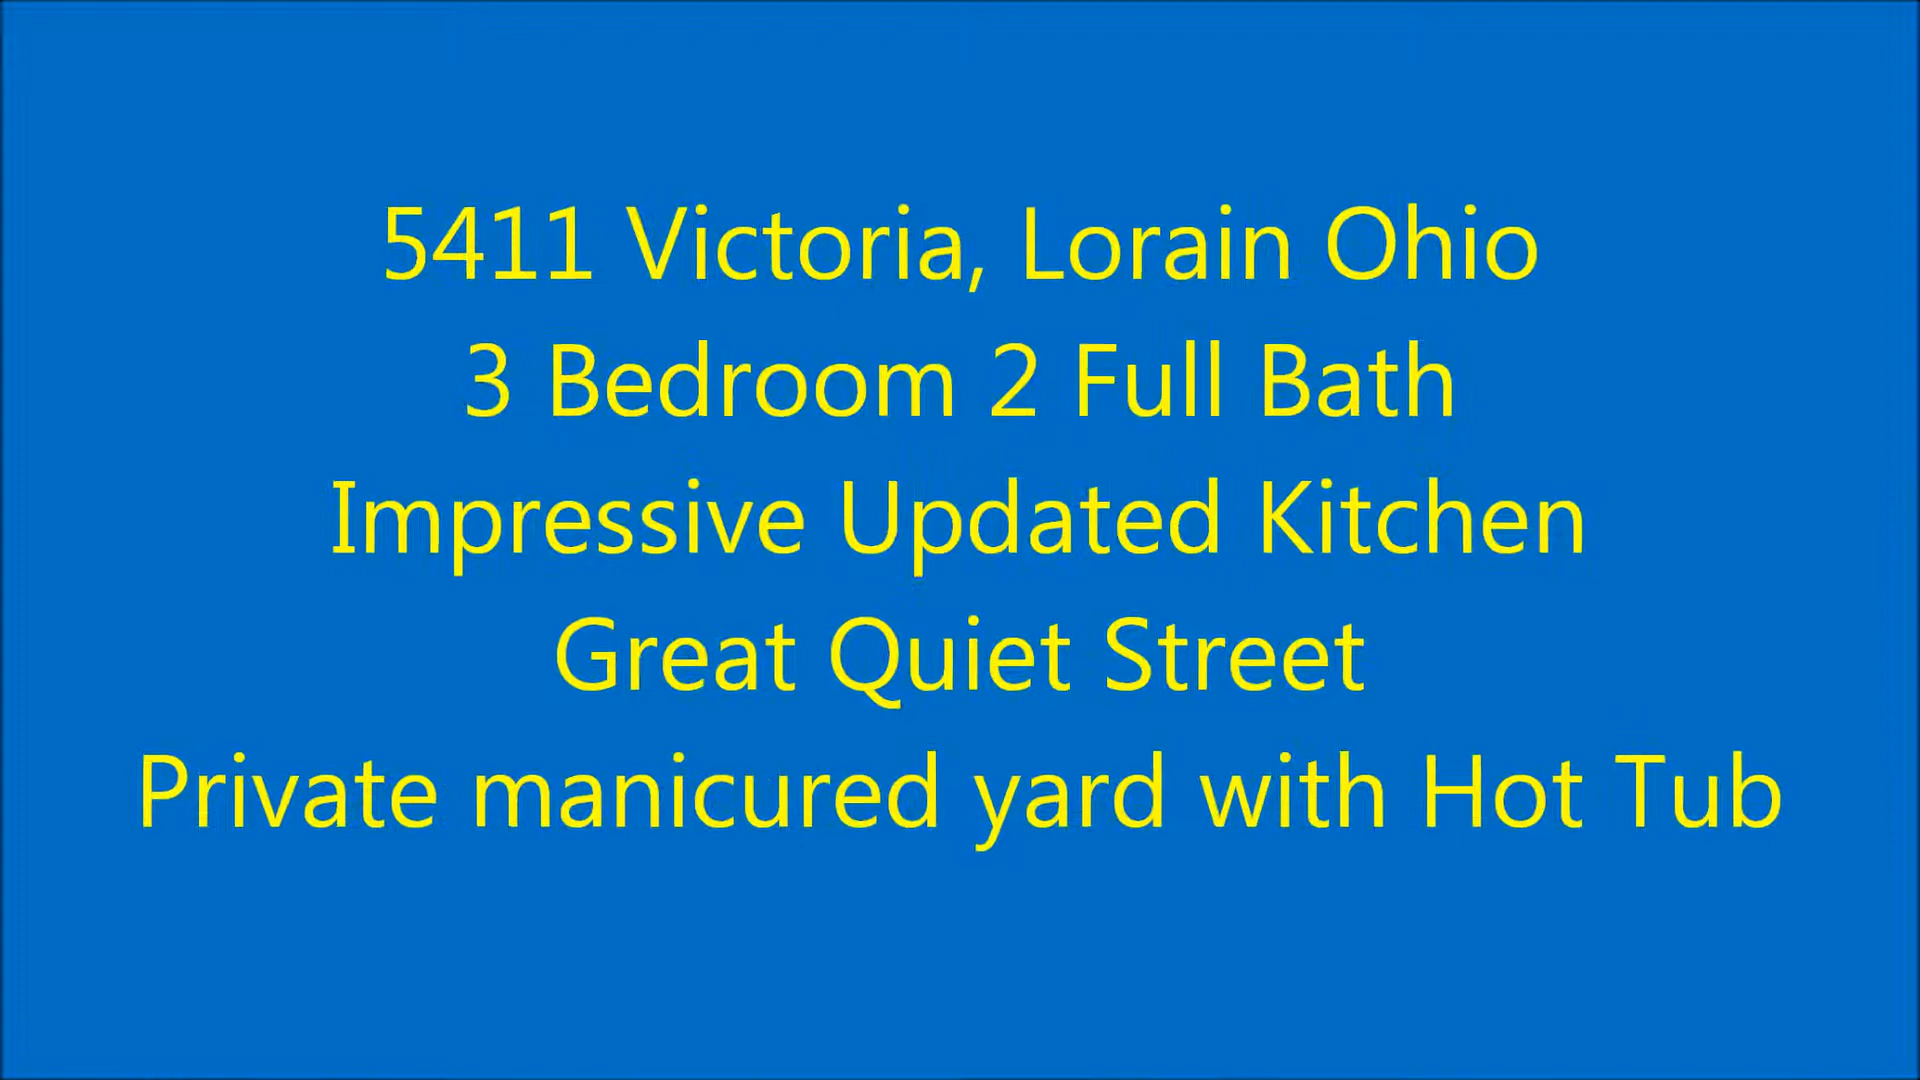 5411 Victoria, Lorain Ohio
3 Bedroom 2 Full Bath
Impressive Updated Kitchen
Great Quiet Street
Private manicured yard with Hot Tub